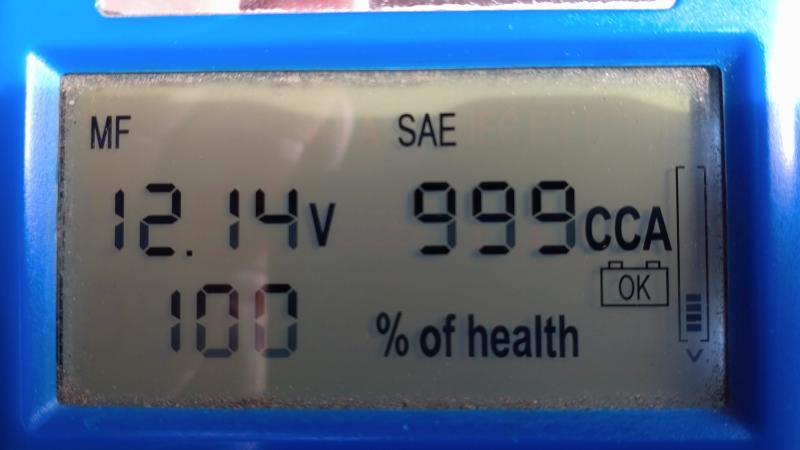 MF SAE
12.14V 999CCA
OK
100 % of health
V